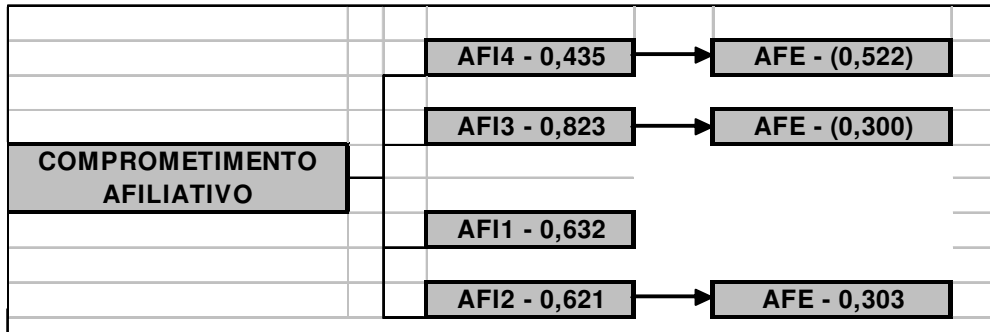 AFI4 - 0,435 AFE - (0,522)
AFI3 - 0,823 AFE - (0,300)
COMPROMETIMENTO
AFILIATIVO
AFI1 - 0,632
AFI2 - 0,621 AFE - 0,303